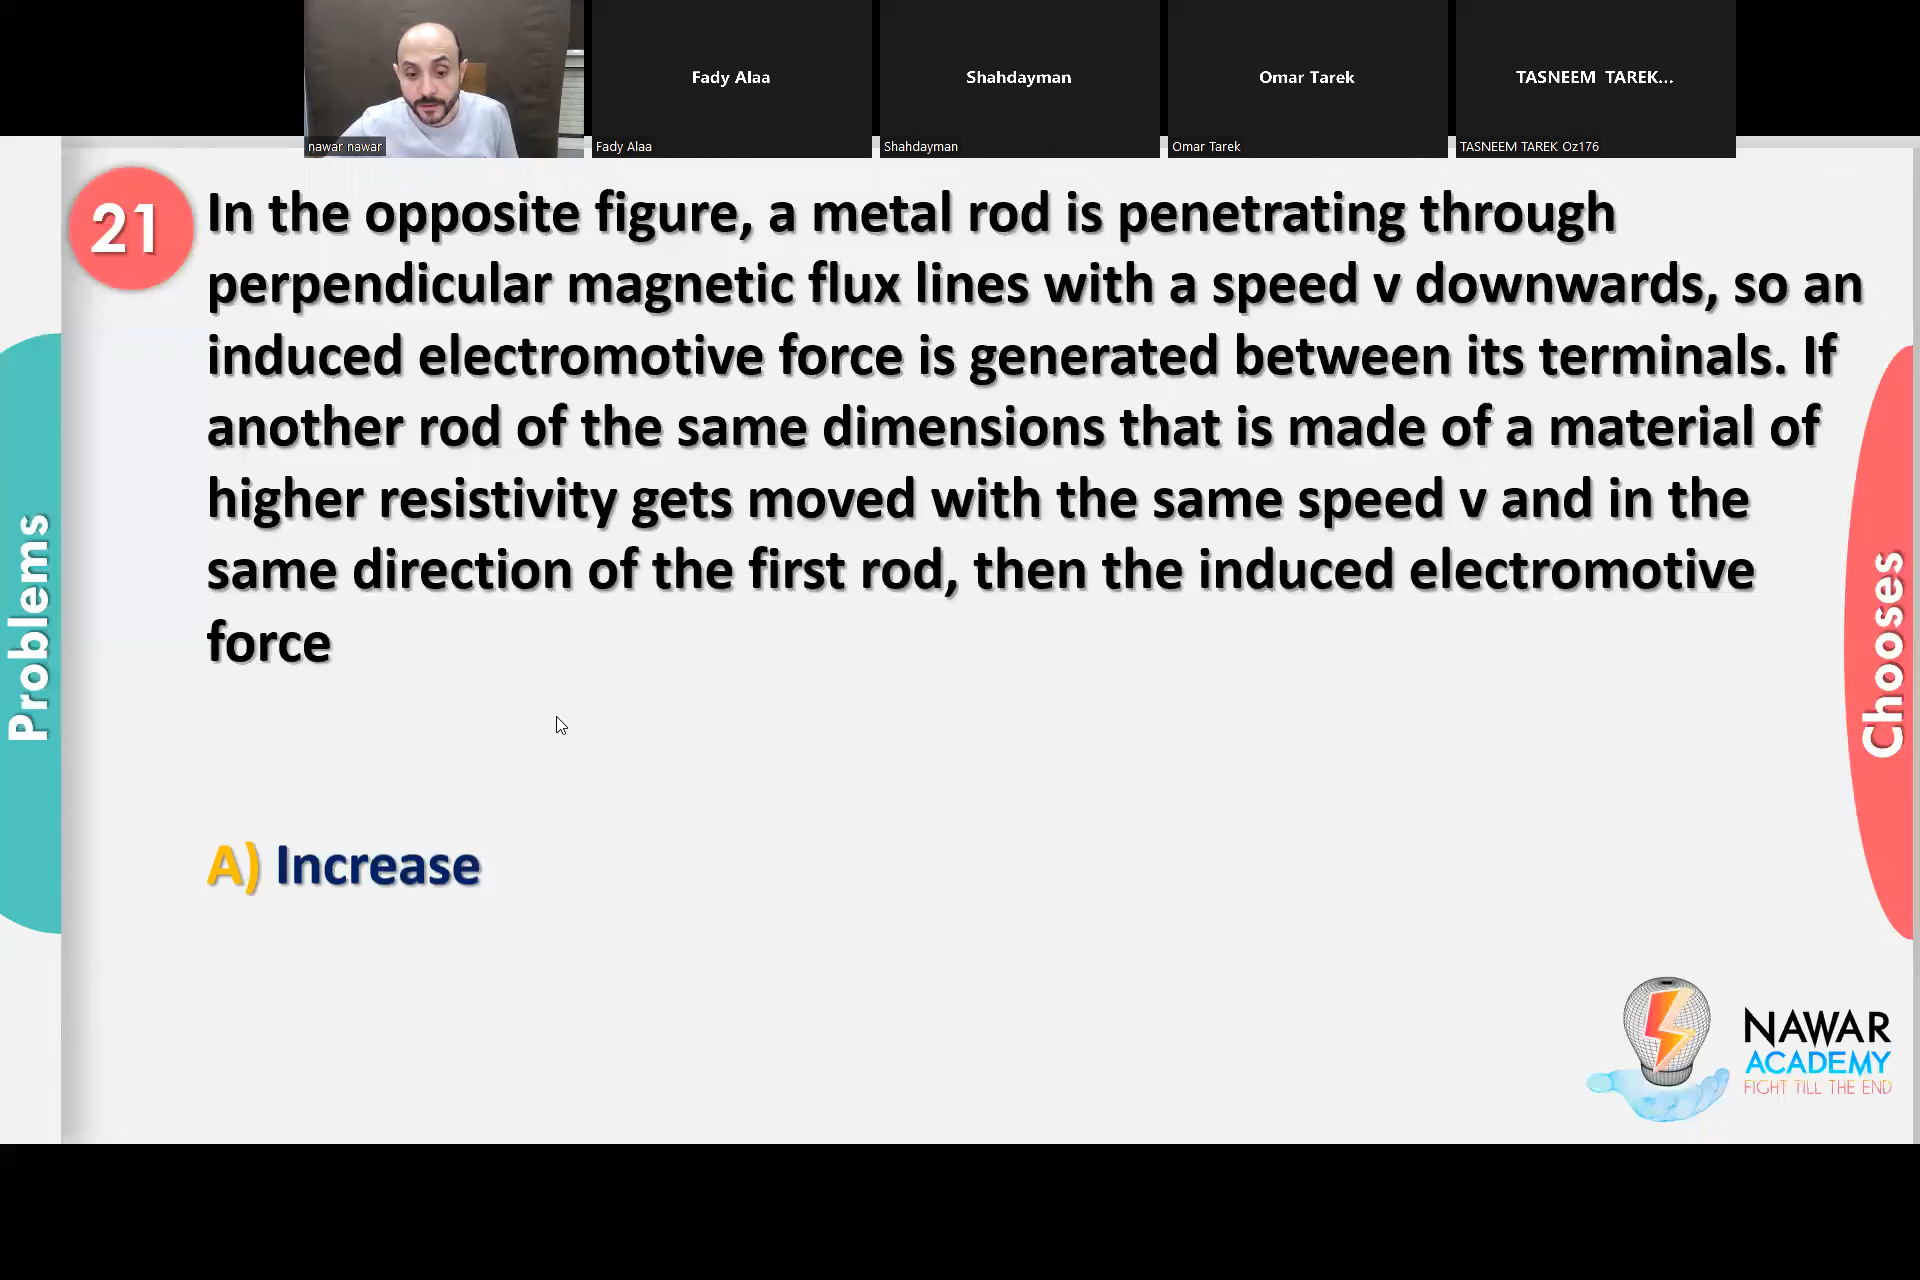 Fady Alaa
Shahdayman
Omar Tarek
TASNEEM TAREK...
nawar nawar
Fady Alaa
Shahdayman
Omar Tarek
TASNEEM TAREK Oz176
21
In the opposite figure, a metal rod is penetrating through
perpendicular magnetic flux lines with a speed v downwards, so an
induced electromotive force is generated between its terminals. If
another rod of the same dimensions that is made of a material of
higher resistivity gets moved with the same speed v and in the
same direction of the first rod, then the induced electromotive
force
A) Increase
Problems
Chooses
NAWAR
ACADEMY
FIGHT TILL THE END